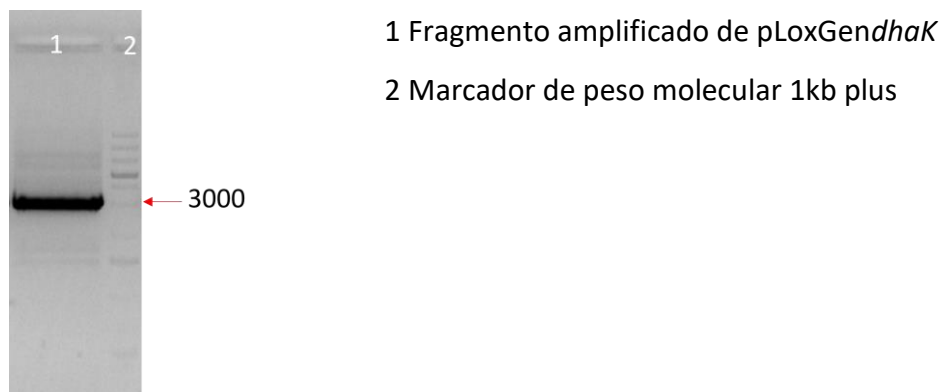 1 2
1 Fragmento amplificado de pLoxGendhaK
2 Marcador de peso molecular 1kb plus
3000